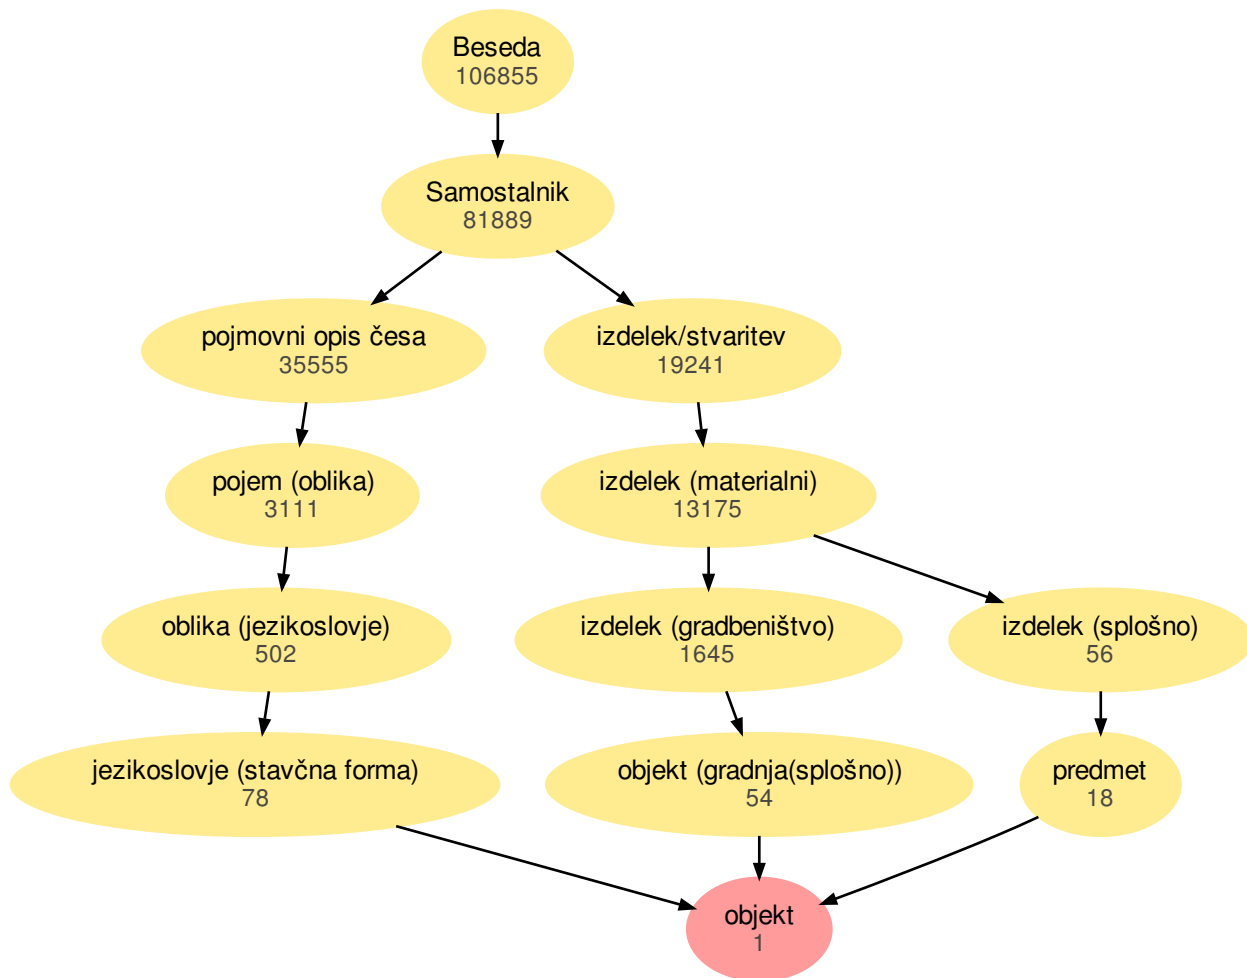 Beseda
106855
Samostalnik
81889
pojmovni opis česa
35555
izdelek/stvaritev
19241
pojem (oblika)
3111
izdelek (materialni)
13175
oblika (jezikoslovje)
502
izdelek (gradbeništvo)
1645
izdelek (splošno)
56
jezikoslovje (stavčna forma)
78
objekt (gradnja(splošno))
54
predmet
18
objekt
1